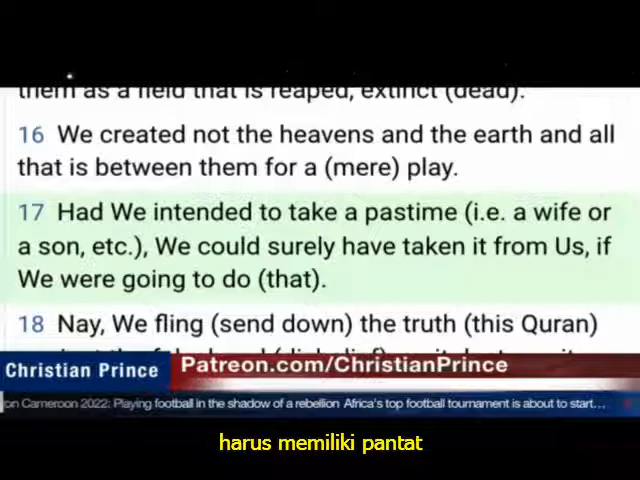 them as a field that is reaped, extinct (dead).
16 We created not the heavens and the earth and all
that is between them for a (mere) play.
17 Had We intended to take a pastime (i.e. a wife or
a son, etc.), We could surely have taken it from Us, if
We were going to do (that).
18 Nay, We fling (send down) the truth (this Quran)
Christian Prince
Patreon.com/ChristianPrince
on Cameroon 2022: Playing football in the shadow of a rebellion Africa's top football tournament is about to start...
harus memiliki pantat